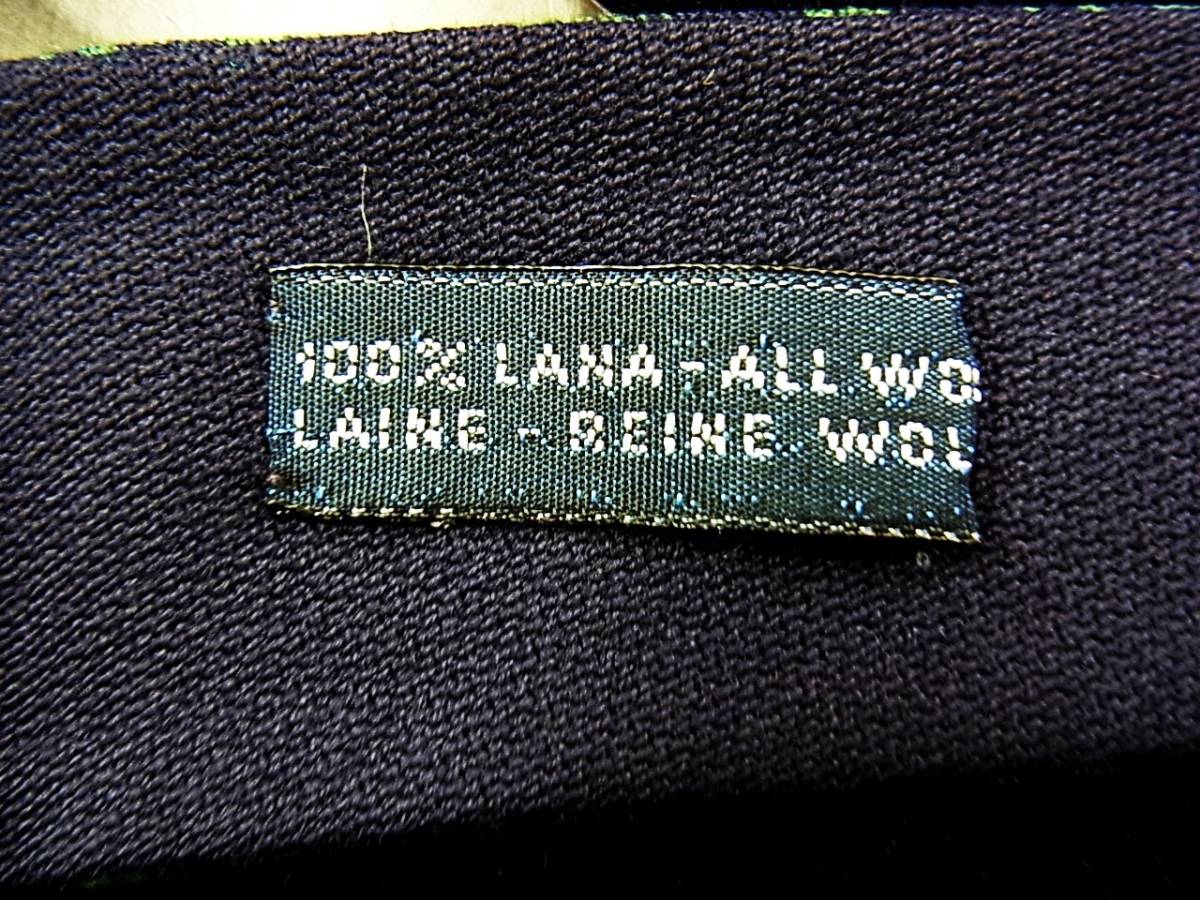 100% LANA - ALL WO
LAINE - REINE WOL